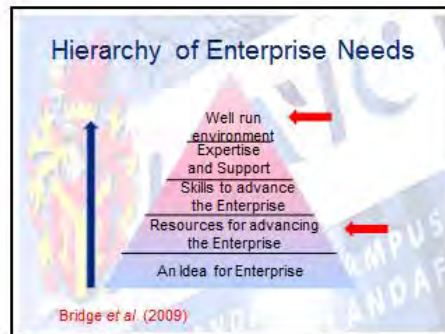 Hierarchy of Enterprise Needs
Well run
environment
Expertise
and Support
Skills to advance
the Enterprise
Resources for advancing
the Enterprise
An Idea for Enterprise
Bridge et al. (2009)